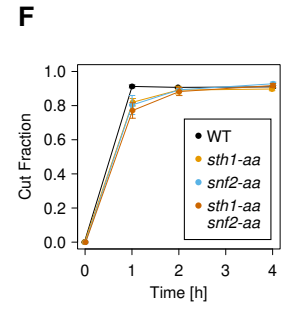 F
1.0
0.8
0.6
0.4
0.2
0.0
Cut Fraction
WT
sth1-aa
snf2-aa
sth1-aa
snf2-aa
0 1 2 3 4
Time [h]